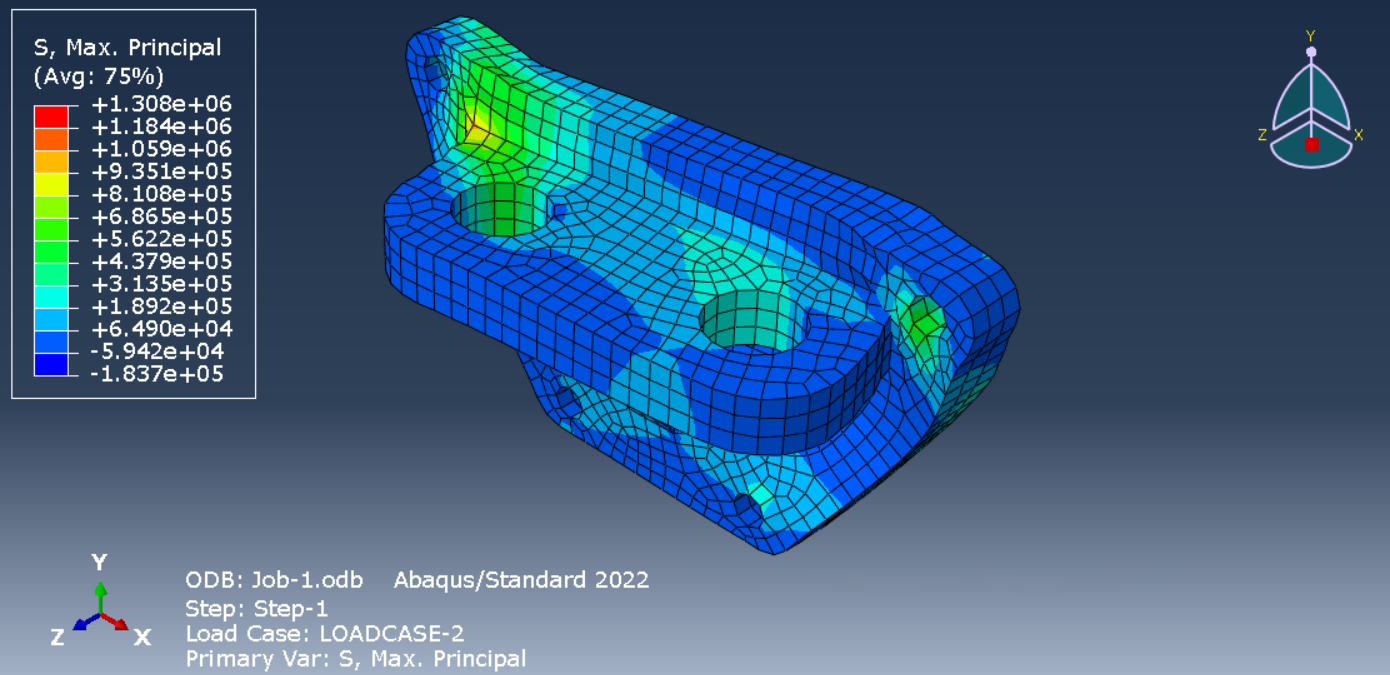 S, Max. Principal
(Avg: 75%)
+1.308e+06
+1.184e+06
+1.059e+06
+9.351e+05
+8.108e+05
+6.865e+05
+5.622e+05
+4.379e+05
+3.135e+05
+1.892e+05
+6.490e+04
-5.942e+04
-1.837e+05
Y
Z X
Y
Z X
ODB: Job-1.odb Abaqus/Standard 2022
Step: Step-1
Load Case: LOADCASE-2
Primary Var: S, Max. Principal